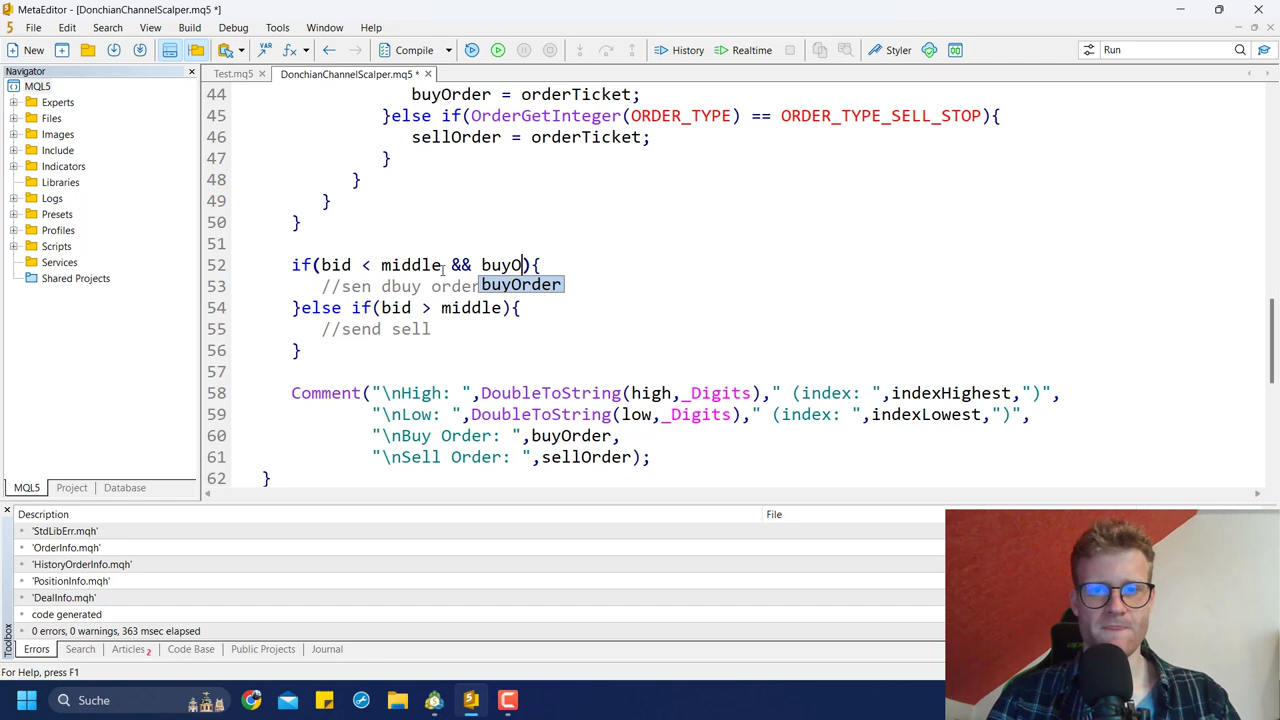 MetaEditor - [DonchianChannelScalper.mq5 *]
5 File Edit Search View Build Debug Tools Window Help
New Compile History Realtime Styler Run
Navigator
Test.mq5 DonchianChannelScalper.mq5 *
MQL5
Experts
Files
Images
Include
Indicators
Libraries
Logs
Presets
Profiles
Scripts
Services
Shared Projects
MQL5 Project Database
44 buyOrder = orderTicket;
45 }else if(OrderGetInteger(ORDER_TYPE) == ORDER_TYPE_SELL_STOP){
46 sellOrder = orderTicket;
47 }
48 }
49 }
50 }
51
52 if(bid < middle && buyO){
53 //sen dbuy order
buyOrder
54 }else if(bid > middle){
55 //send sell
56 }
57
58 Comment("\nHigh: ",DoubleToString(high,_Digits)," (index: ",indexHighest,")",
59 "\nLow: ",DoubleToString(low,_Digits)," (index: ",indexLowest,")",
60 "\nBuy Order: ",buyOrder,
61 "\nSell Order: ",sellOrder);
62 }
Toolbox
Description File
'StdLibErr.mqh'
'OrderInfo.mqh'
'HistoryOrderInfo.mqh'
'PositionInfo.mqh'
'DealInfo.mqh'
code generated
0 errors, 0 warnings, 363 msec elapsed
Errors Search Articles 2 Code Base Public Projects Journal
For Help, press F1
Suche